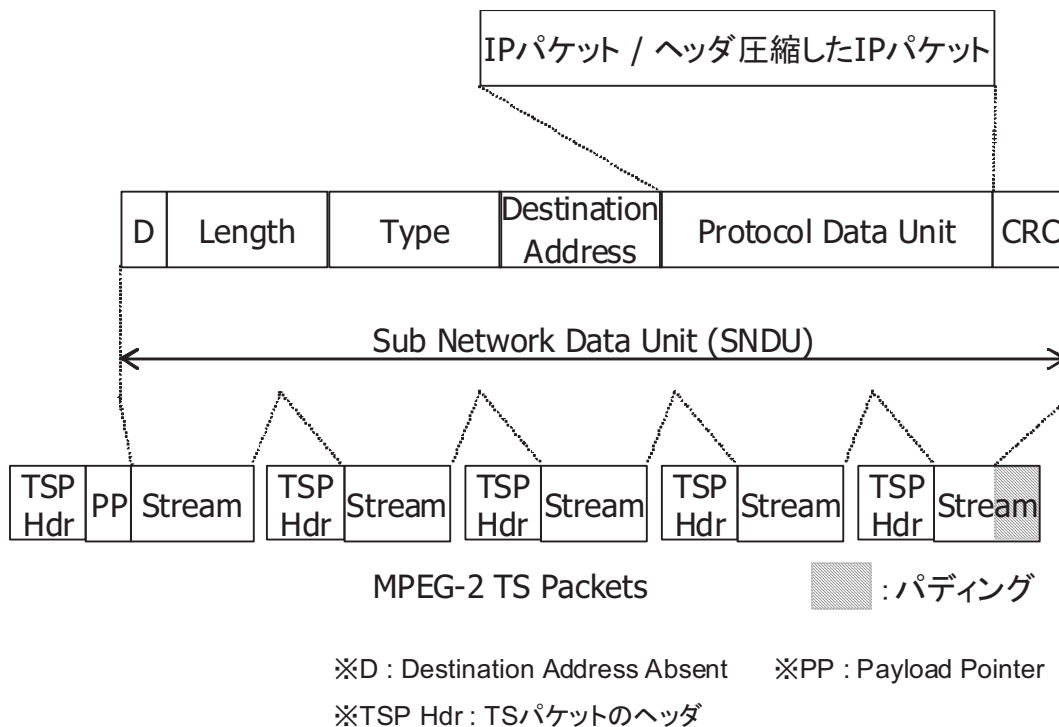 IPパケット / ヘッダ圧縮したIPパケット
D
Length
Type
Destination
Address
Protocol Data Unit
CRC
Sub Network Data Unit (SNDU)
TSP
Hdr
PP
Stream
TSP
Hdr
Stream
TSP
Hdr
Stream
TSP
Hdr
Stream
TSP
Hdr
Stream
MPEG-2 TS Packets
: パディング
※D : Destination Address Absent
※PP : Payload Pointer
※TSP Hdr : TSパケットのヘッダ